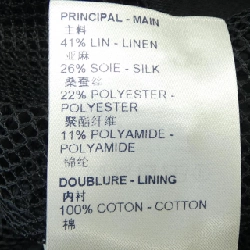 PRINCIPAL - MAIN
主料
41% LIN - LINEN
亚麻
26% SOIE - SILK
桑蚕丝
22% POLYESTER -
POLYESTER
聚酯纤维
11% POLYAMIDE -
POLYAMIDE
锦纶
DOUBLURE - LINING
内衬
100% COTON - COTTON
棉